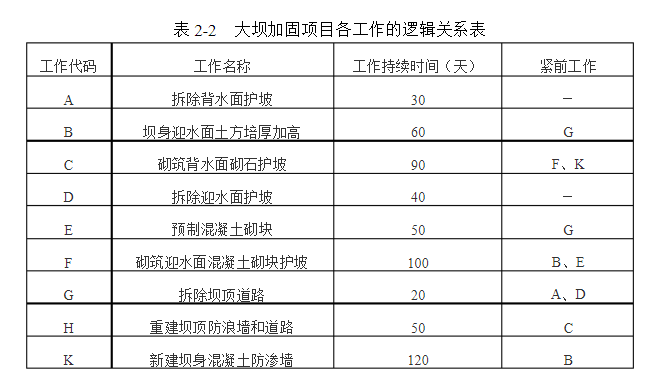 表 2-2 大坝加固项目各工作的逻辑关系表
工作代码 工作名称 工作持续时间（天） 紧前工作
A 拆除背水面护坡 30 —
B 坝身迎水面土方培厚加高 60 G
C 砌筑背水面砌石护坡 90 F、K
D 拆除迎水面护坡 40 —
E 预制混凝土砌块 50 G
F 砌筑迎水面混凝土砌块护坡 100 B、E
G 拆除坝顶道路 20 A、D
H 重建坝顶防浪墙和道路 50 C
K 新建坝身混凝土防渗墙 120 B